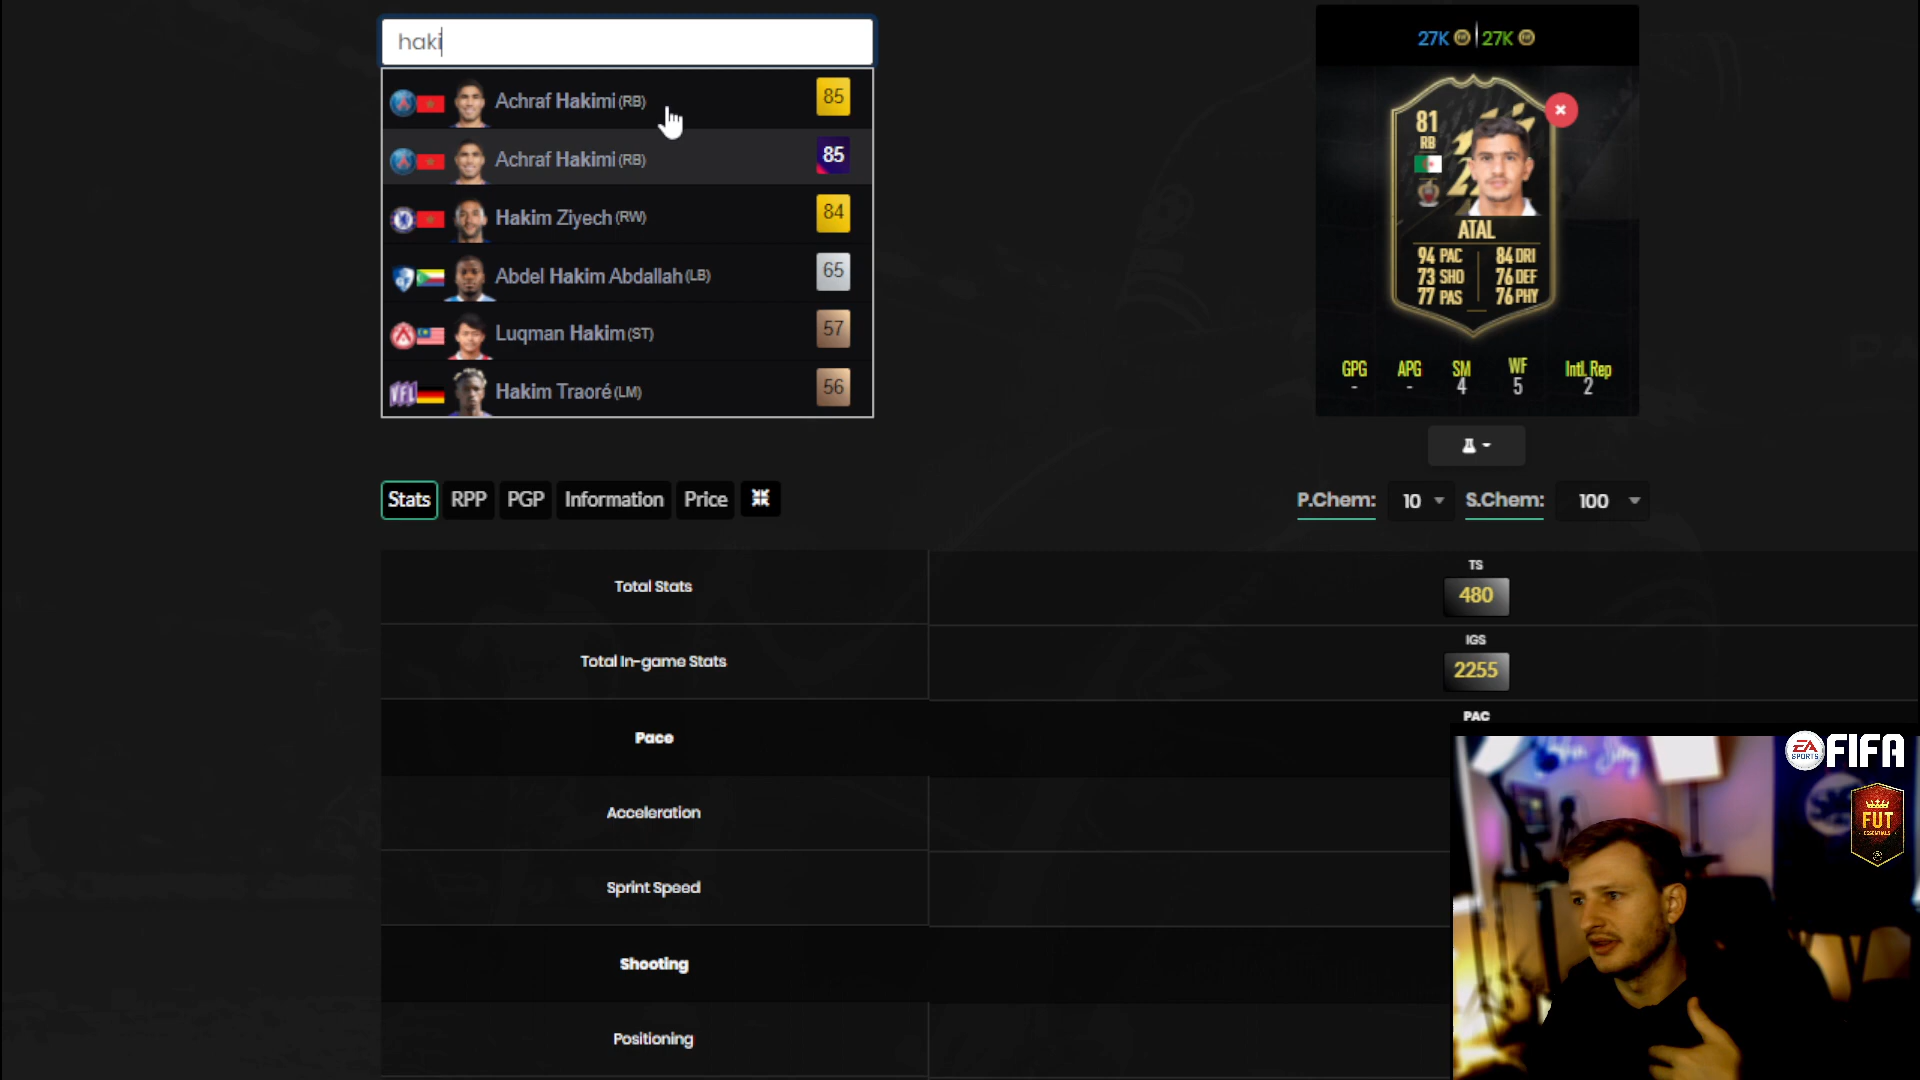 haki
Achraf Hakimi (RB) 85
Achraf Hakimi (RB) 85
Hakim Ziyech (RW) 84
Abdel Hakim Abdallah (LB) 65
Luqman Hakim (ST) 57
VFL Hakim Traoré (LM) 56
27K 27K
81
RB
ATAL
94 PAC 84 DRI
73 SHO 76 DEF
77 PAS 76 PHY
GPG APG SM WF Intl. Rep
- - 4 5 2
Stats RPP PGP Information Price
P.Chem: 10 S.Chem: 100
Total Stats
TS
480
Total In-game Stats
IGS
2255
Pace
PAC
Acceleration
Sprint Speed
Shooting
Positioning
EA
SPORTS
FIFA
FUT
ESSENTIALS